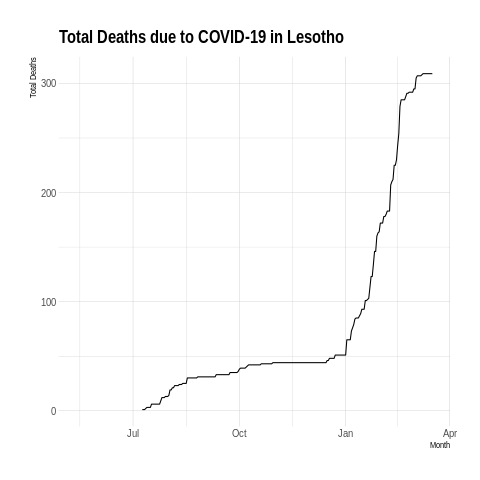 Total Deaths due to COVID-19 in Lesotho
Total Deaths
300
200
100
0
Jul
Oct
Jan
Apr
Month